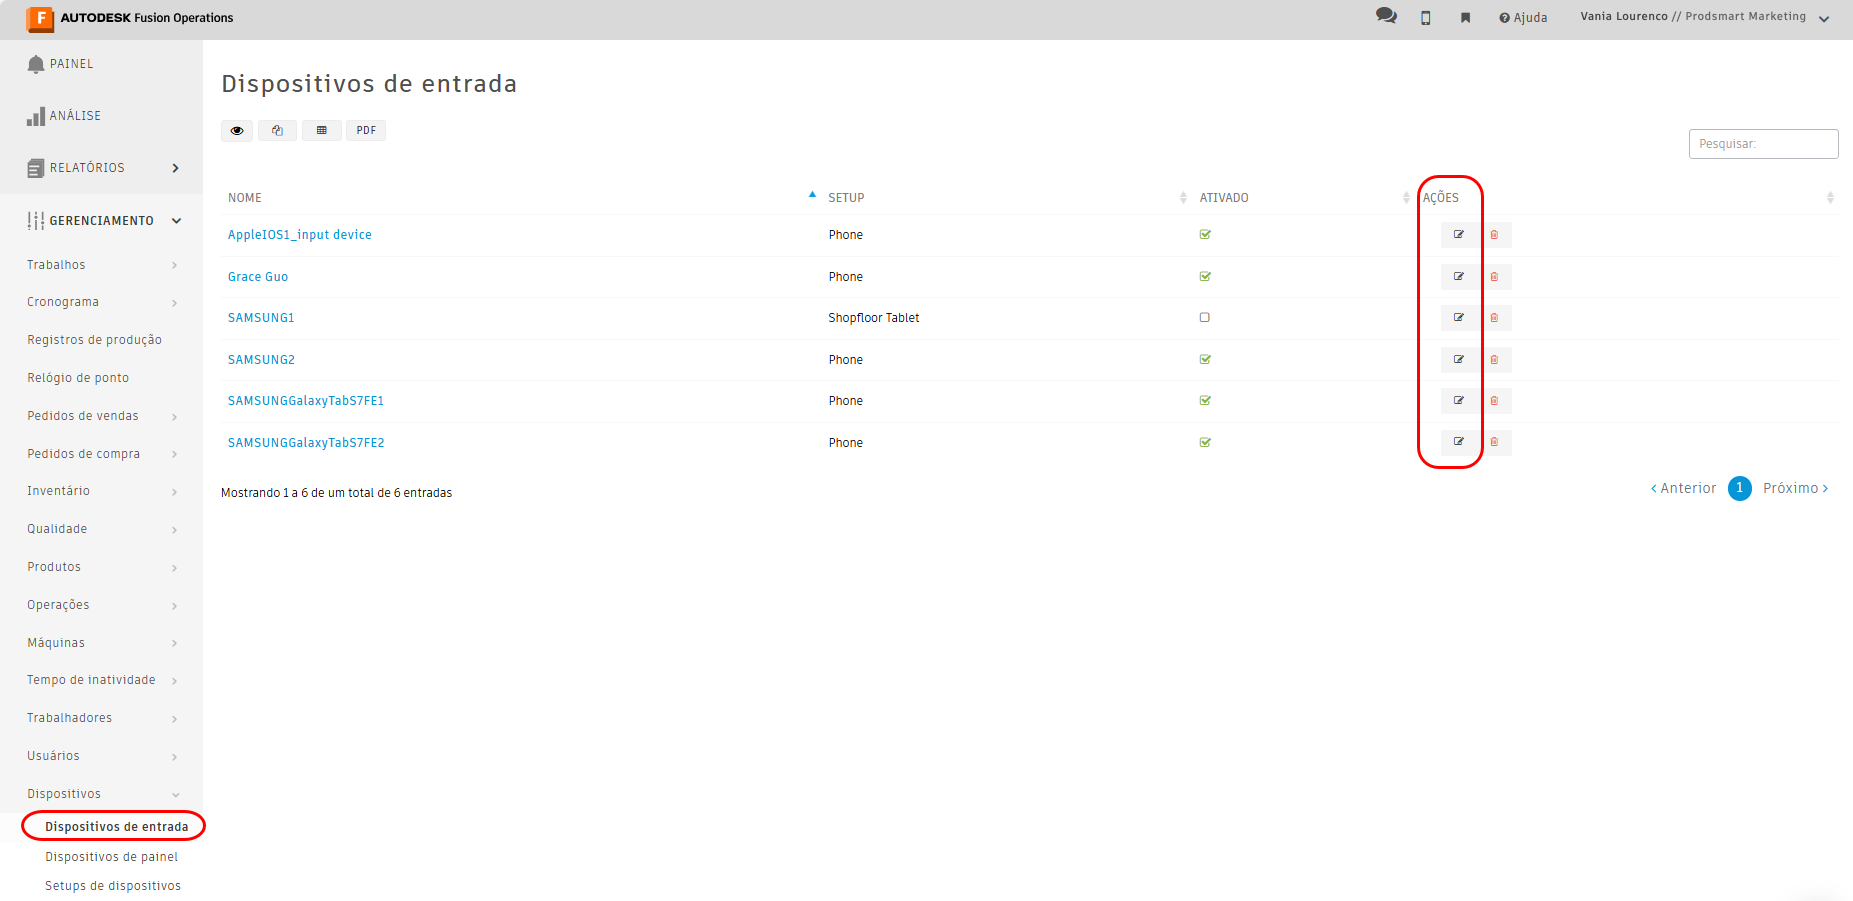 F AUTODESK Fusion Operations
Ajuda
Vania Lourenco // Prodsmart Marketing
PAINEL
ANÁLISE
RELATÓRIOS
GERENCIAMENTO
Trabalhos
Cronograma
Registros de produção
Relógio de ponto
Pedidos de vendas
Pedidos de compra
Inventário
Qualidade
Produtos
Operações
Máquinas
Tempo de inatividade
Trabalhadores
Usuários
Dispositivos
Dispositivos de entrada
Dispositivos de painel
Setups de dispositivos
Dispositivos de entrada
PDF
Pesquisar:
NOME SETUP ATIVADO AÇÕES
AppleIOS1_input device Phone
Grace Guo Phone
SAMSUNG1 Shopfloor Tablet
SAMSUNG2 Phone
SAMSUNGGalaxyTabS7FE1 Phone
SAMSUNGGalaxyTabS7FE2 Phone
Mostrando 1 a 6 de um total de 6 entradas
‹ Anterior 1 Próximo ›